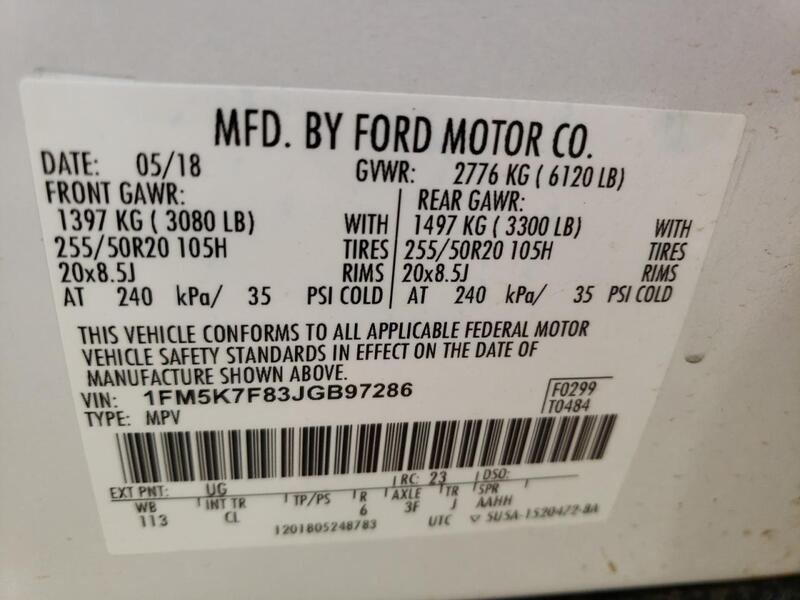 MFD. BY FORD MOTOR CO.
DATE: 05/18 GVWR: 2776 KG ( 6120 LB)
FRONT GAWR: REAR GAWR:
1397 KG ( 3080 LB) WITH 1497 KG ( 3300 LB) WITH
255/50R20 105H TIRES 255/50R20 105H TIRES
20x8.5J RIMS 20x8.5J RIMS
AT 240 kPa/ 35 PSI COLD AT 240 kPa/ 35 PSI COLD
THIS VEHICLE CONFORMS TO ALL APPLICABLE FEDERAL MOTOR
VEHICLE SAFETY STANDARDS IN EFFECT ON THE DATE OF
MANUFACTURE SHOWN ABOVE.
VIN: 1FM5K7F83JGB97286 F0299
TYPE: MPV T0484
EXT PNT: UG RC: 23 DSO:
WB INT TR TP/PS R AXLE TR SPR
113 CL 6 3F J AAHH
1201805248783 UTC SU5A-1520472-BA